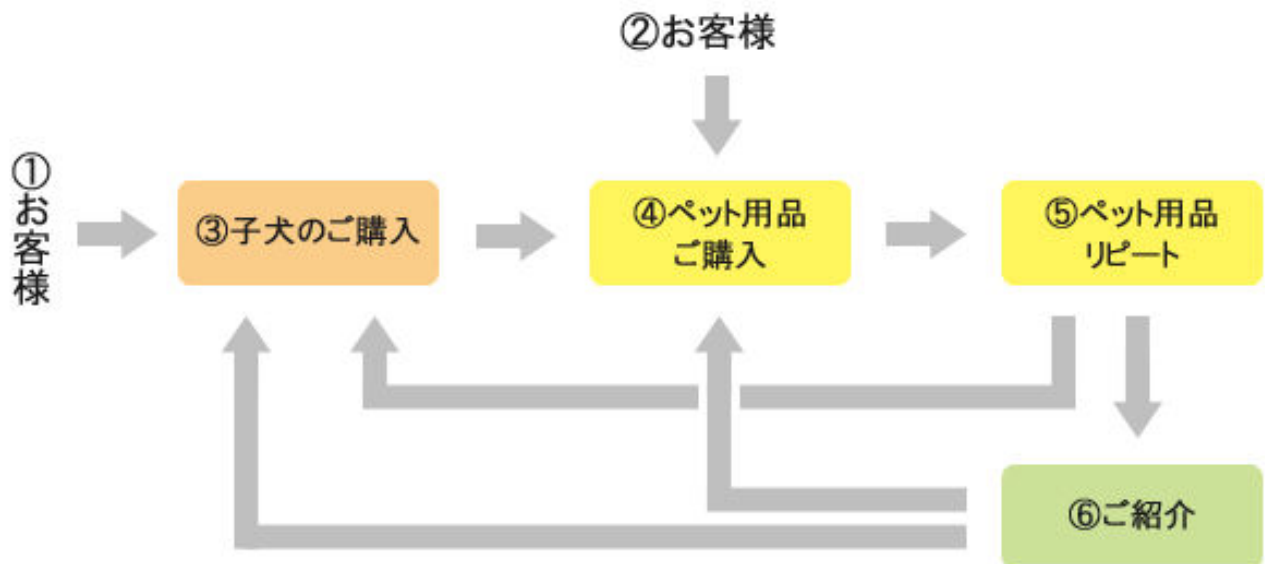 ②お客様
①お客様
③子犬のご購入
④ペット用品
ご購入
⑤ペット用品
リピート
⑥ご紹介